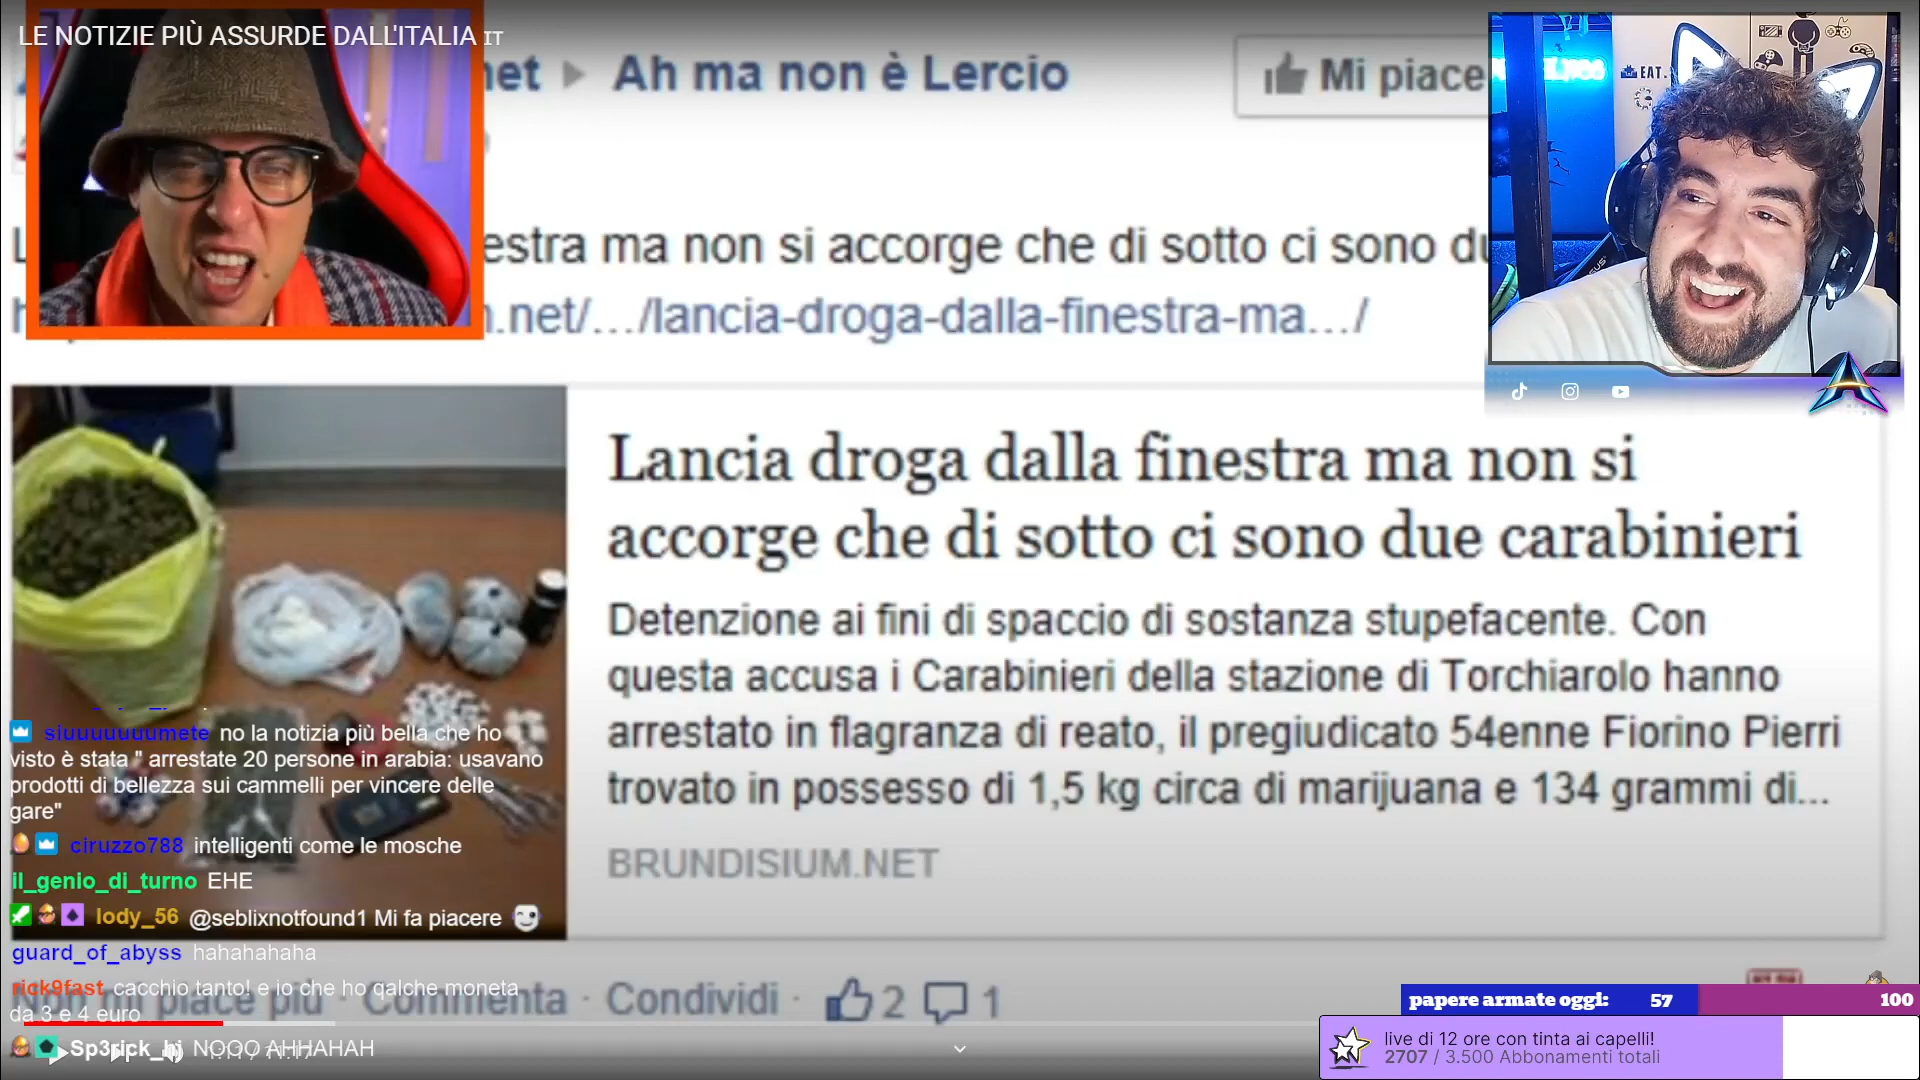 LE NOTIZIE PIÙ ASSURDE DALL'ITALIA IT
net ▸ Ah ma non è Lercio
Mi piace
EAT.
estra ma non si accorge che di sotto ci sono du
n.net/.../lancia-droga-dalla-finestra-ma.../
Lancia droga dalla finestra ma non si
accorge che di sotto ci sono due carabinieri
Detenzione ai fini di spaccio di sostanza stupefacente. Con
questa accusa i Carabinieri della stazione di Torchiarolo hanno
arrestato in flagranza di reato, il pregiudicato 54enne Fiorino Pierri
trovato in possesso di 1,5 kg circa di marijuana e 134 grammi di...
BRUNDISIUM.NET
siuuuuuuumete no la notizia più bella che ho
visto è stata " arrestate 20 persone in arabia: usavano
prodotti di bellezza sui cammelli per vincere delle
gare"
ciruzzo788 intelligenti come le mosche
il_genio_di_turno EHE
lody_56 @seblixnotfound1 Mi fa piacere
guard_of_abyss hahahahaha
rick9fast cacchio tanto! e io che ho qalche moneta
da 3 e 4 euro
piace più · Commenta · Condividi · 2 1
Sp3rick_hi NOOO AHHAHAH
papere armate oggi: 57 100
live di 12 ore con tinta ai capelli!
2707 / 3.500 Abbonamenti totali